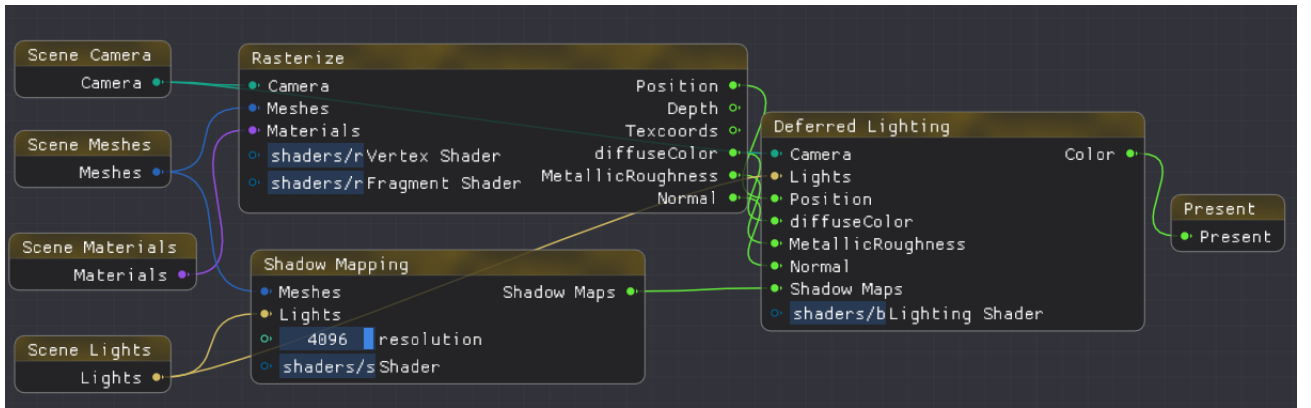 Scene Camera
Camera
Scene Meshes
Meshes
Scene Materials
Materials
Scene Lights
Lights
Rasterize
Camera
Position
Meshes
Depth
Materials
Texcoords
shaders/r Vertex Shader
diffuseColor
shaders/r Fragment Shader
MetallicRoughness
Normal
Shadow Mapping
Meshes
Shadow Maps
Lights
4096 resolution
shaders/s Shader
Deferred Lighting
Camera
Color
Lights
Position
diffuseColor
MetallicRoughness
Normal
Shadow Maps
shaders/b Lighting Shader
Present
Present